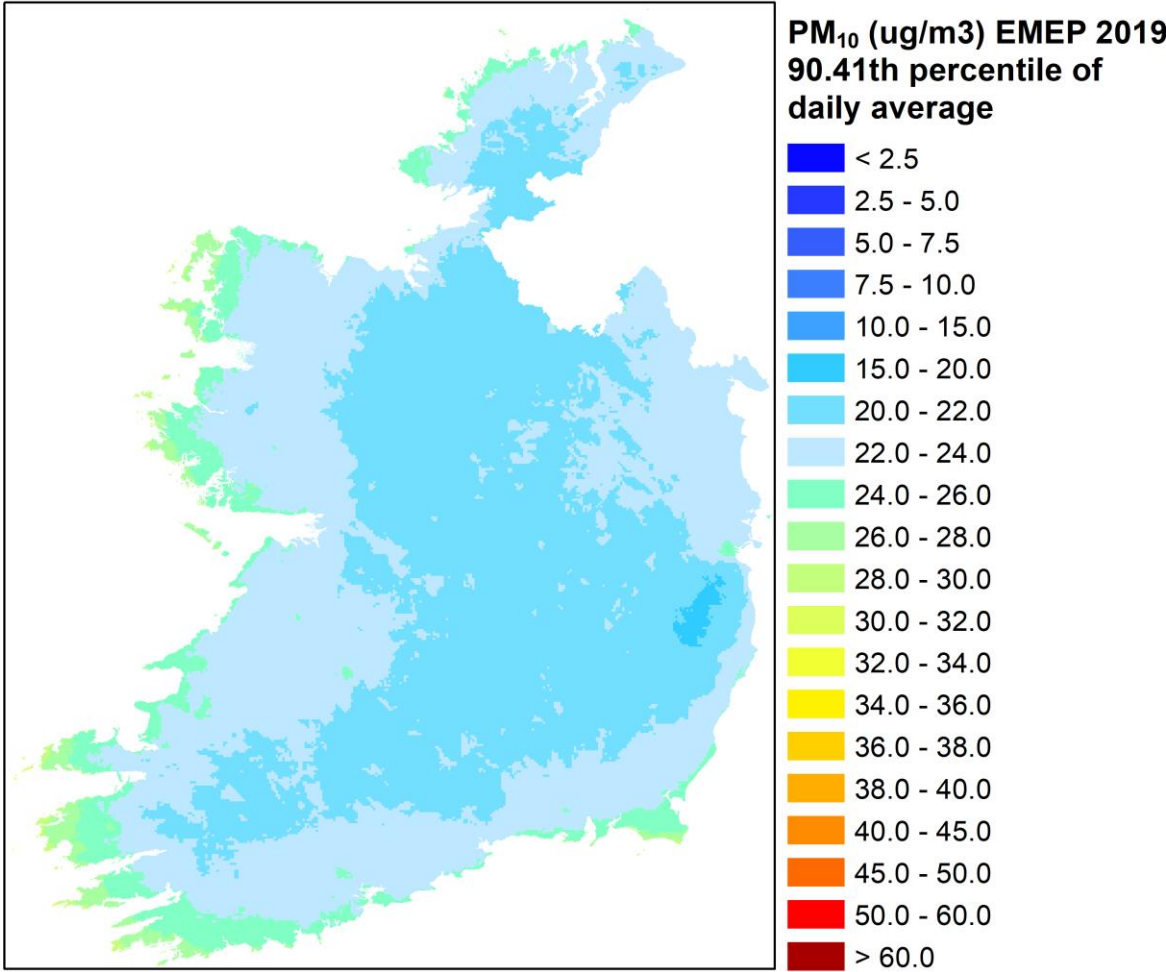 PM₁₀ (ug/m3) EMEP 2019
90.41th percentile of
daily average
< 2.5
2.5 - 5.0
5.0 - 7.5
7.5 - 10.0
10.0 - 15.0
15.0 - 20.0
20.0 - 22.0
22.0 - 24.0
24.0 - 26.0
26.0 - 28.0
28.0 - 30.0
30.0 - 32.0
32.0 - 34.0
34.0 - 36.0
36.0 - 38.0
38.0 - 40.0
40.0 - 45.0
45.0 - 50.0
50.0 - 60.0
> 60.0